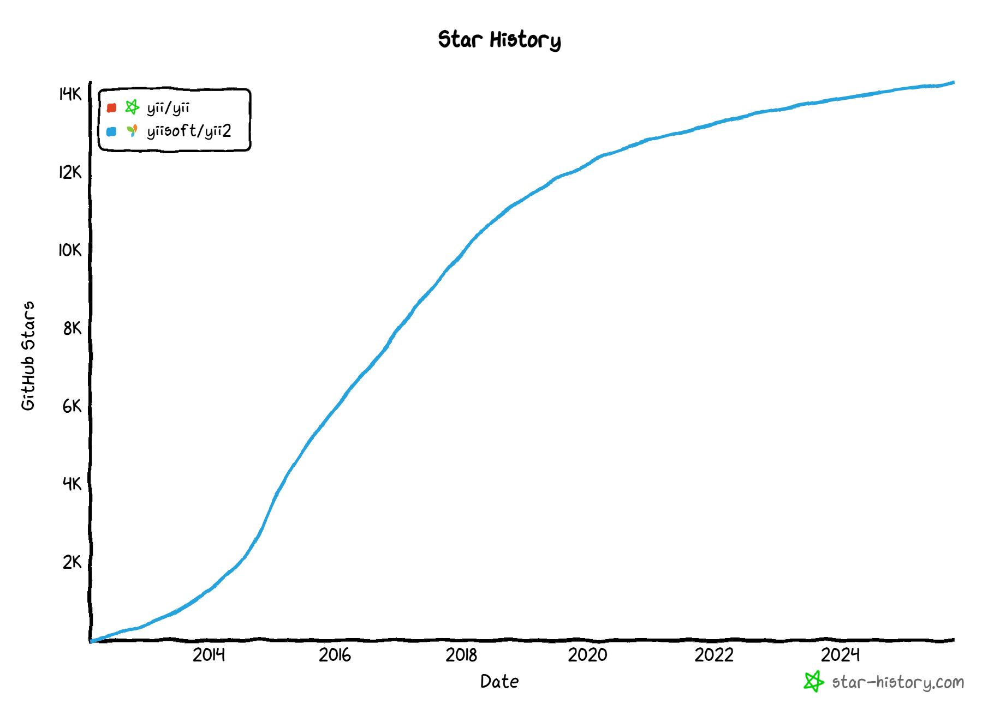 Star History
yii/yii
yiisoft/yii2
14K
12K
10K
8K
6K
4K
2K
GitHub Stars
2014 2016 2018 2020 2022 2024
Date
star-history.com